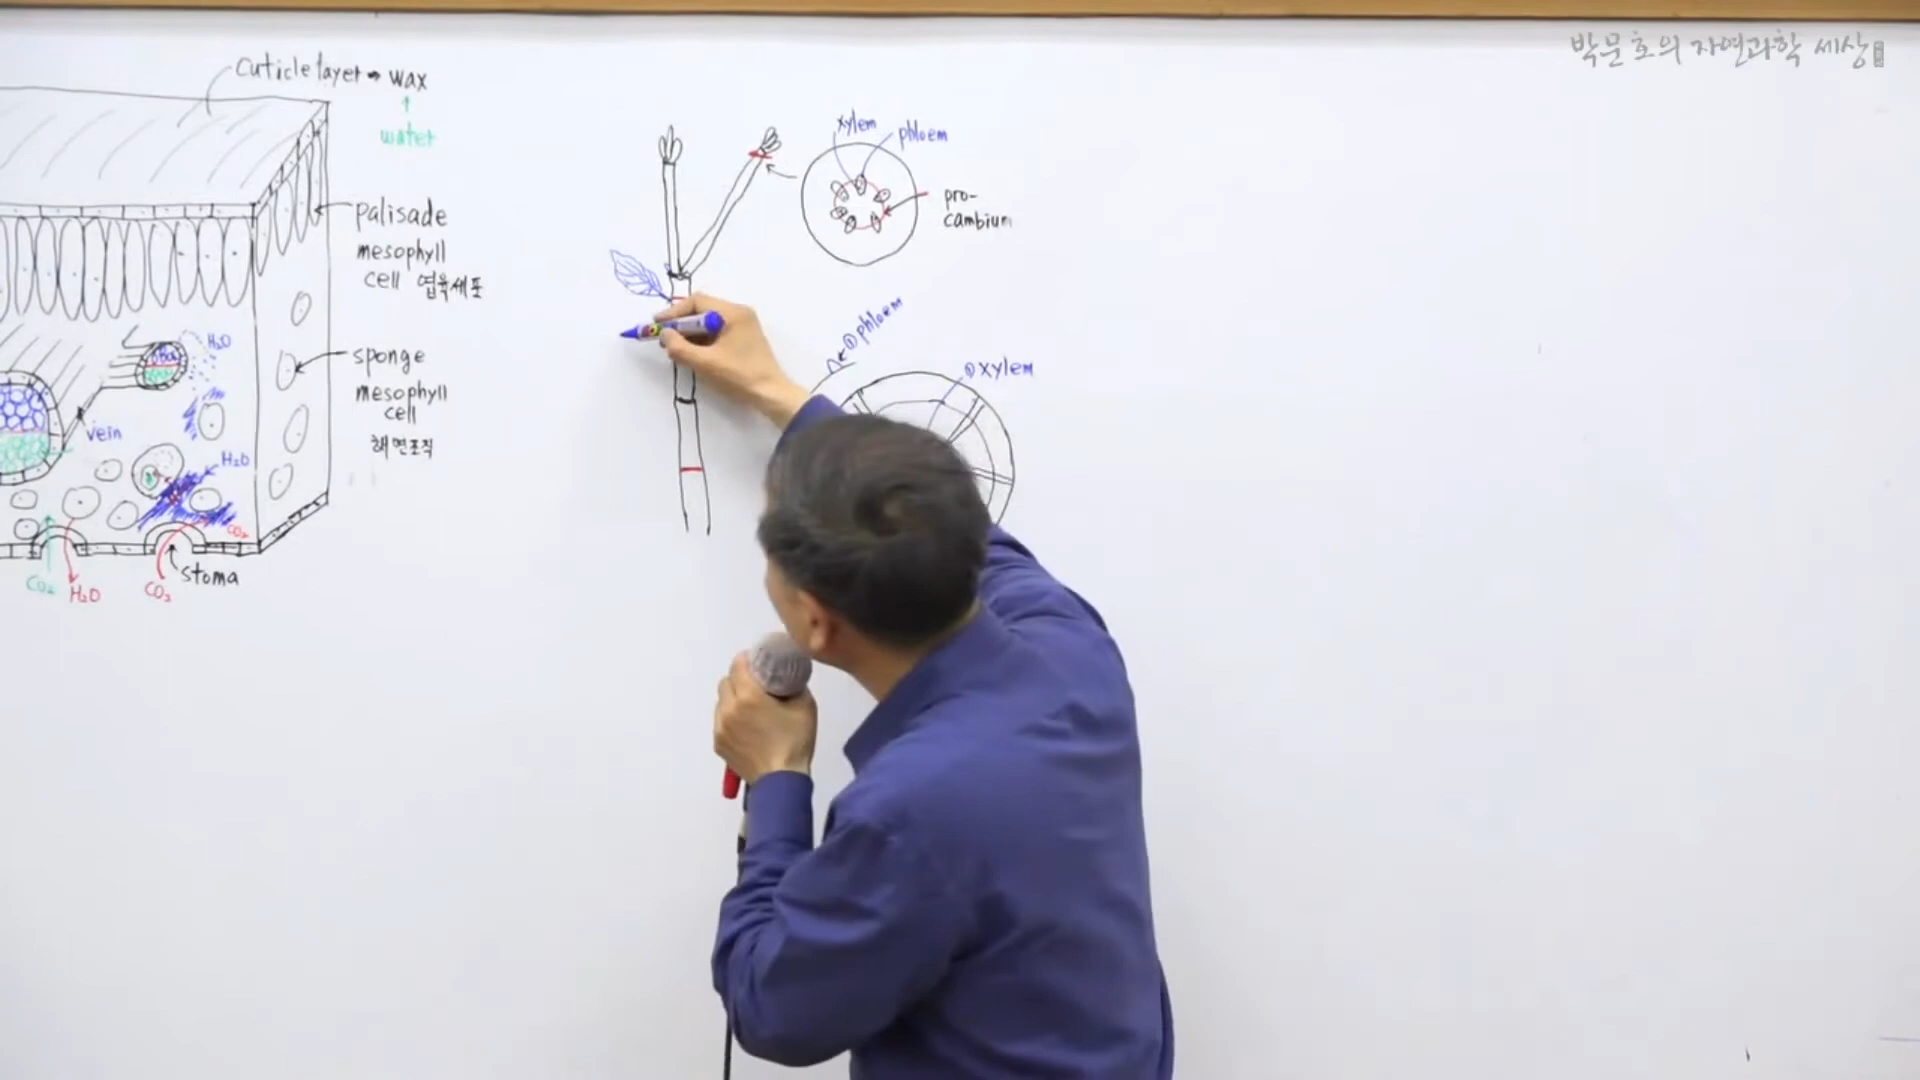 박문호의 자연과학 세상
cuticle layer → wax
↑
water
palisade
mesophyll
cell 엽육세포
sponge
mesophyll
cell
해면조직
H₂O
vein
H₂O
CO₂
CO₂
H₂O
CO₂
stoma
xylem
phloem
pro-
cambium
①phloem
①xylem